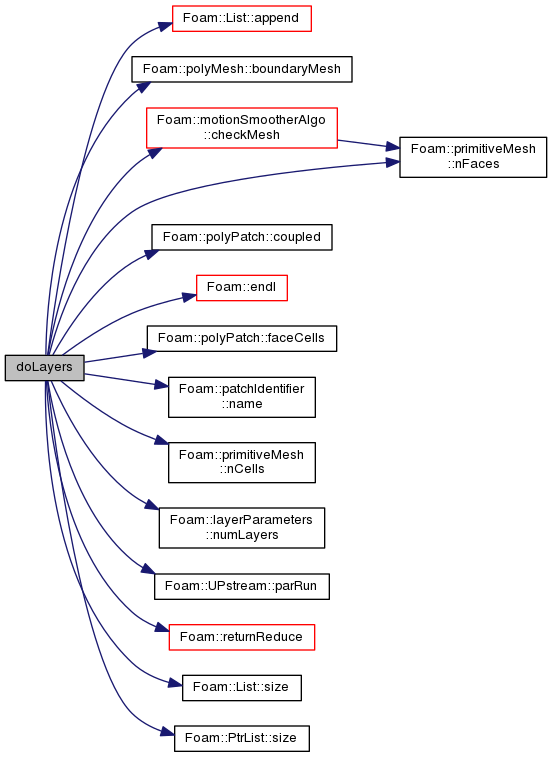 Foam::List::append
Foam::polyMesh::boundaryMesh
Foam::motionSmootherAlgo
::checkMesh
Foam::primitiveMesh
::nFaces
Foam::polyPatch::coupled
Foam::endl
Foam::polyPatch::faceCells
doLayers
Foam::patchIdentifier
::name
Foam::primitiveMesh
::nCells
Foam::layerParameters
::numLayers
Foam::UPstream::parRun
Foam::returnReduce
Foam::List::size
Foam::PtrList::size